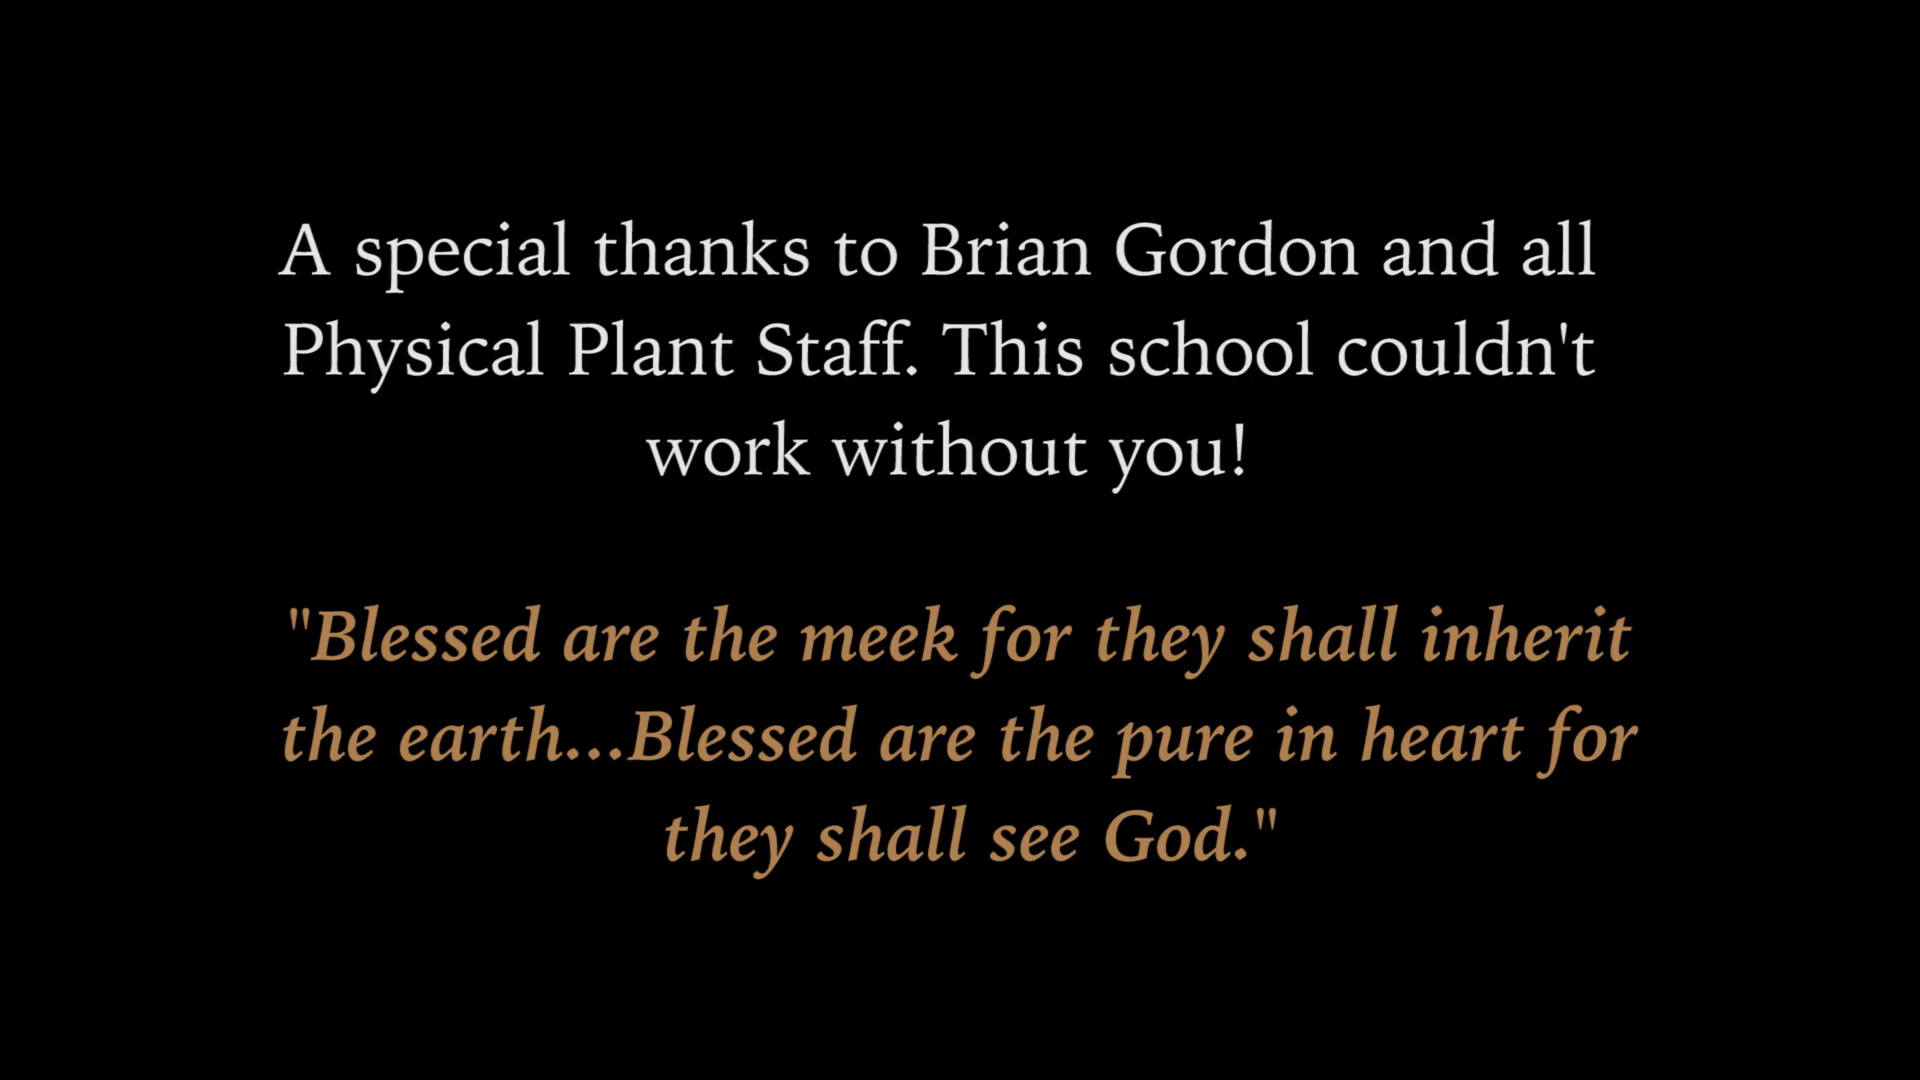 A special thanks to Brian Gordon and all
Physical Plant Staff. This school couldn't
work without you!
"Blessed are the meek for they shall inherit
the earth...Blessed are the pure in heart for
they shall see God."